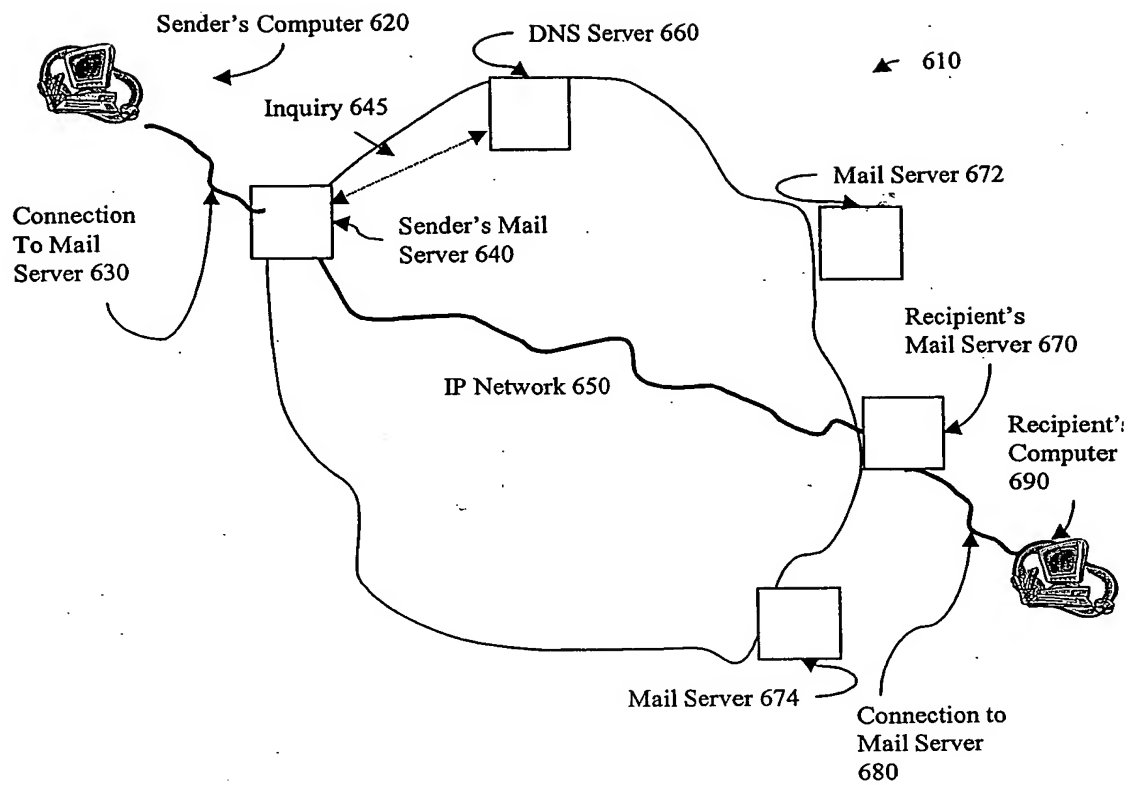 Sender's Computer 620
DNS Server 660
610
Inquiry 645
Mail Server 672
Connection
To Mail
Server 630
Sender's Mail
Server 640
Recipient's
Mail Server 670
IP Network 650
Recipient's
Computer
690
Mail Server 674
Connection to
Mail Server
680